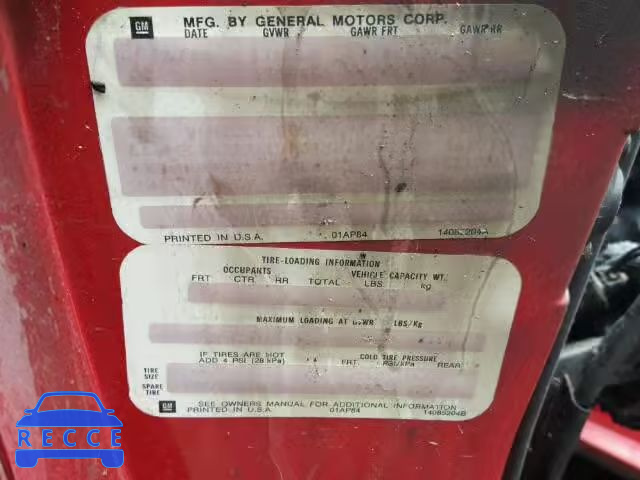 GM MFG. BY GENERAL MOTORS CORP.
DATE GVWR GAWR FRT GAWR RR
PRINTED IN U.S.A. 01AP84 14085204A
TIRE-LOADING INFORMATION
OCCUPANTS VEHICLE CAPACITY WT.
FRT CTR RR TOTAL LBS kg
MAXIMUM LOADING AT GVWR LBS/Kg
IF TIRES ARE HOT COLD TIRE PRESSURE
ADD 4 PSI (28 kPa) FRT PSI/kPa REAR
TIRE
SIZE
SPARE
TIRE
GM SEE OWNERS MANUAL FOR ADDITIONAL INFORMATION
PRINTED IN U.S.A. 01AP84 14085204B
RECCE